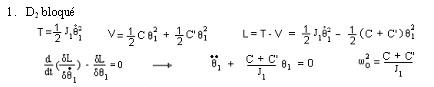 1. D₂ bloqué
T = 1/2 J₁ θ̇₁² V = 1/2 C θ₁² + 1/2 C' θ₁² L = T - V = 1/2 J₁ θ̇₁² - 1/2 (C + C') θ₁²
d/dt (δL/δθ̇₁) - δL/δθ₁ = 0 → θ̈₁ + (C + C')/J₁ θ₁ = 0 ω₀² = (C + C')/J₁